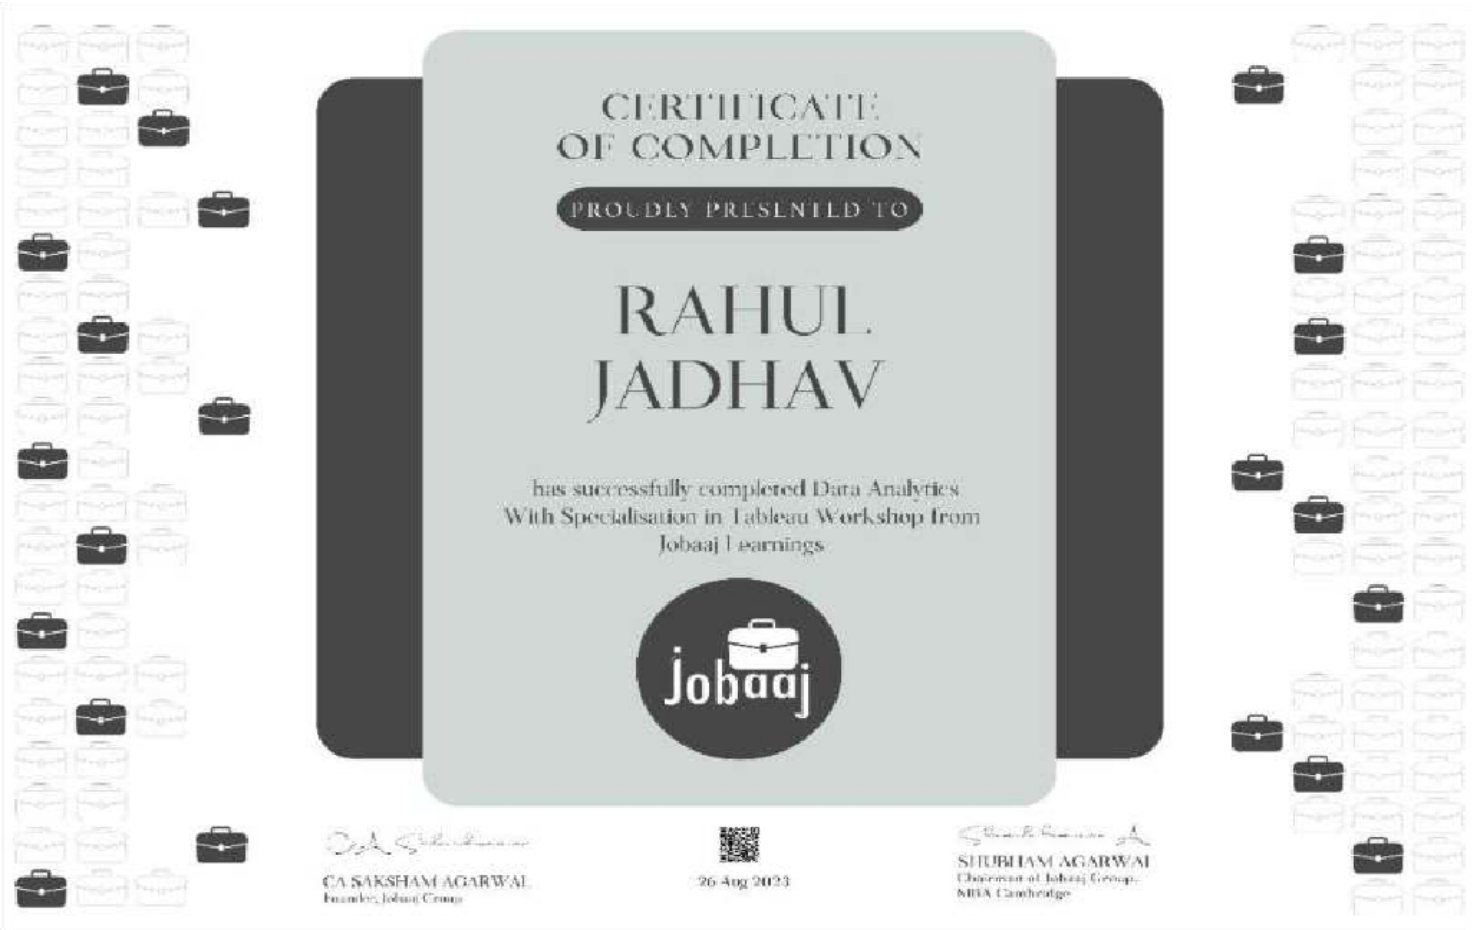 CERTIFICATE
OF COMPLETION
PROUDLY PRESENTED TO
RAHUL
JADHAV
has successfully completed Data Analytics
With Specialisation in Tableau Workshop from
Jobaaj Learnings
Jobaaj
CA SAKSHAM AGARWAL
Founder, Jobaaj Group
26 Aug 2023
SHUBHAM AGARWAL
Chairman of Jobaaj Group,
MBA Cambridge